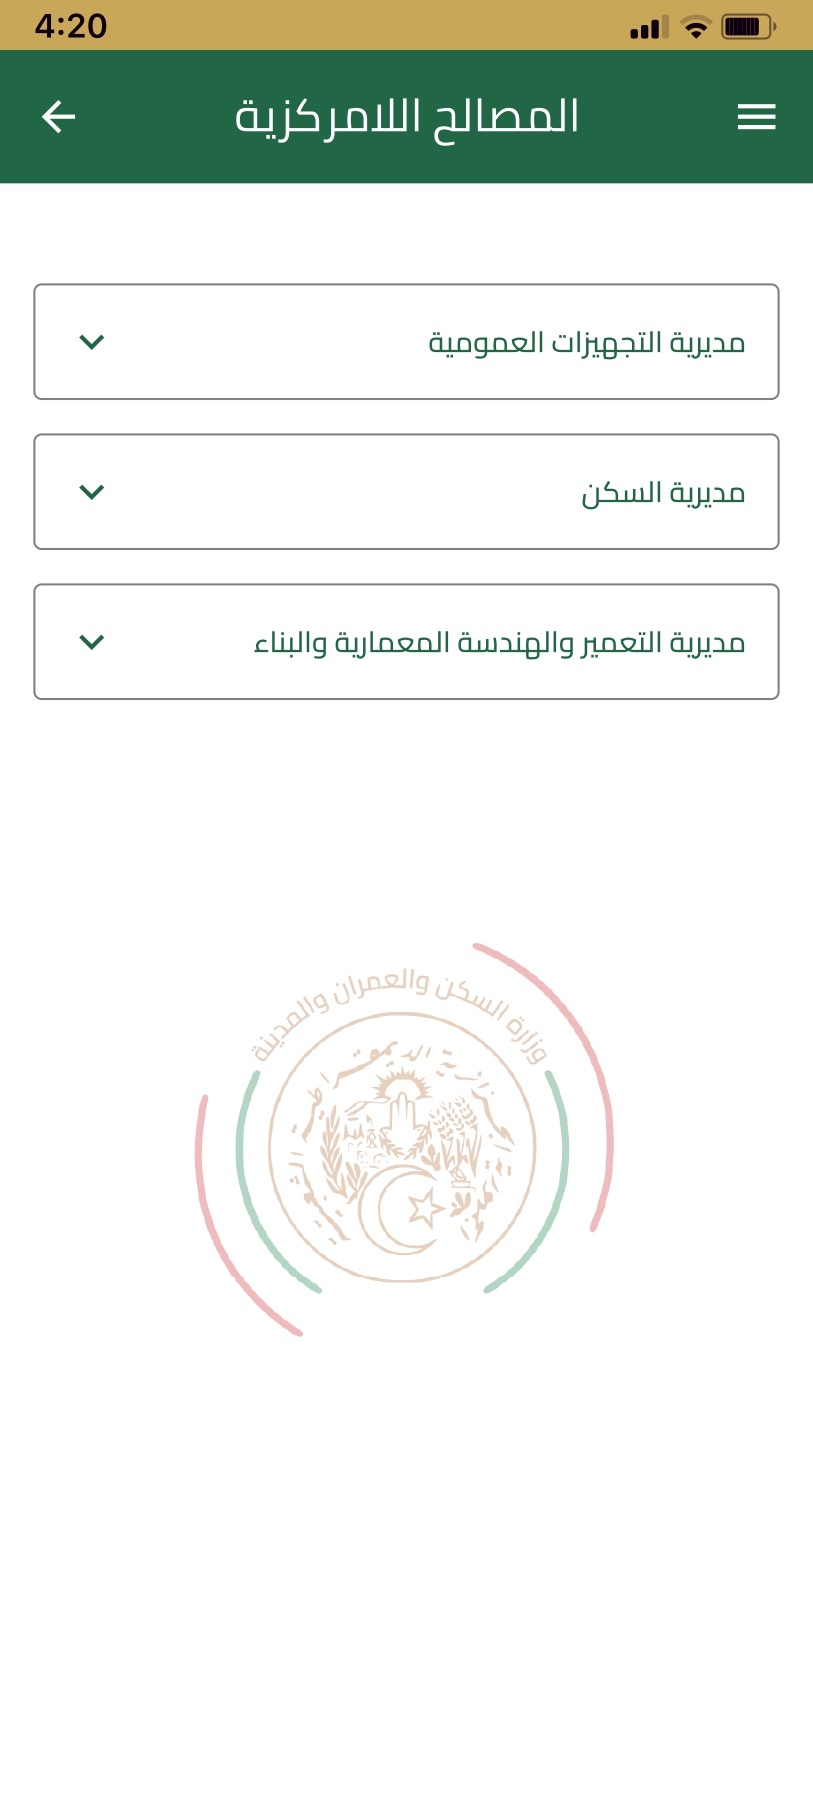 4:20
المصالح اللامركزية
مديرية التجهيزات العمومية
مديرية السكن
مديرية التعمير والهندسة المعمارية والبناء
وزارة السكن والعمران والمدينة